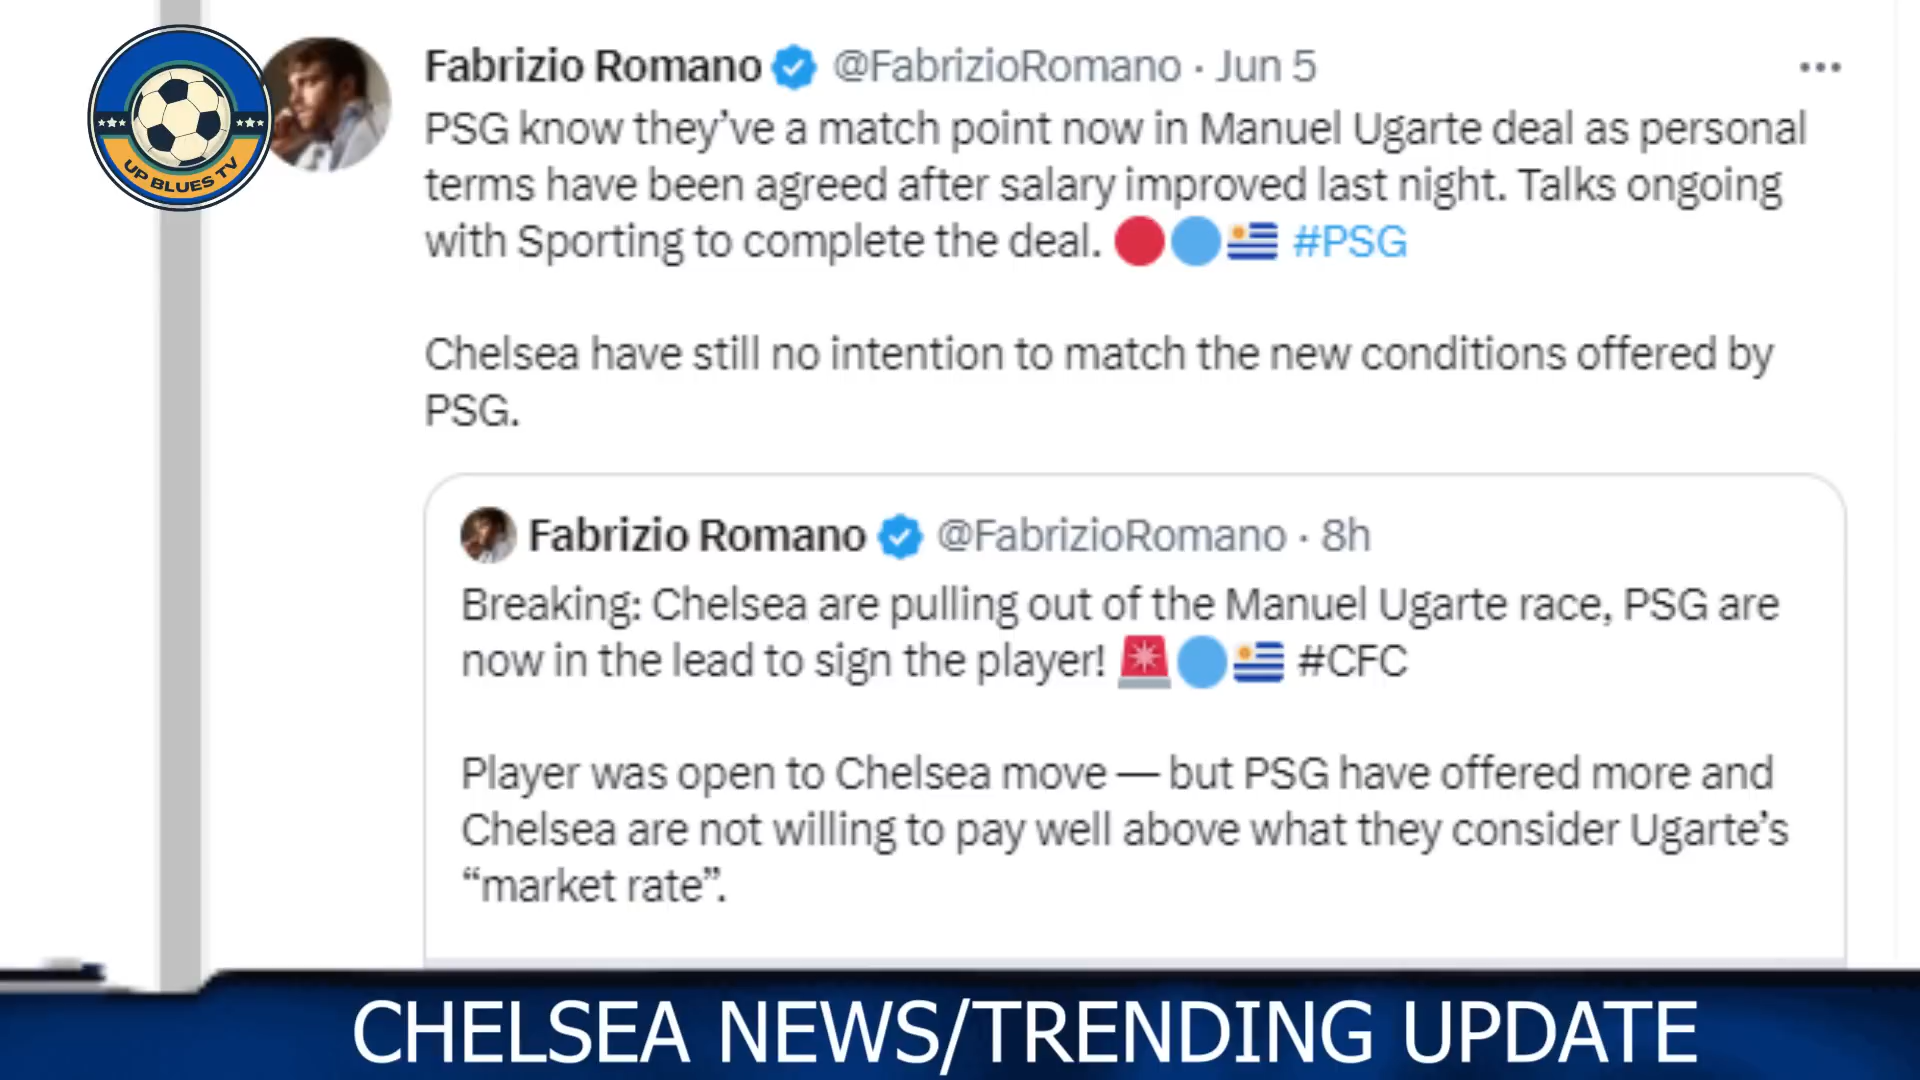 UP BLUES TV
Fabrizio Romano @FabrizioRomano · Jun 5
PSG know they’ve a match point now in Manuel Ugarte deal as personal
terms have been agreed after salary improved last night. Talks ongoing
with Sporting to complete the deal. 🔴🔵🇺🇾 #PSG
Chelsea have still no intention to match the new conditions offered by
PSG.
Fabrizio Romano @FabrizioRomano · 8h
Breaking: Chelsea are pulling out of the Manuel Ugarte race, PSG are
now in the lead to sign the player! 🚨🔵🇺🇾 #CFC
Player was open to Chelsea move — but PSG have offered more and
Chelsea are not willing to pay well above what they consider Ugarte’s
“market rate”.
CHELSEA NEWS/TRENDING UPDATE